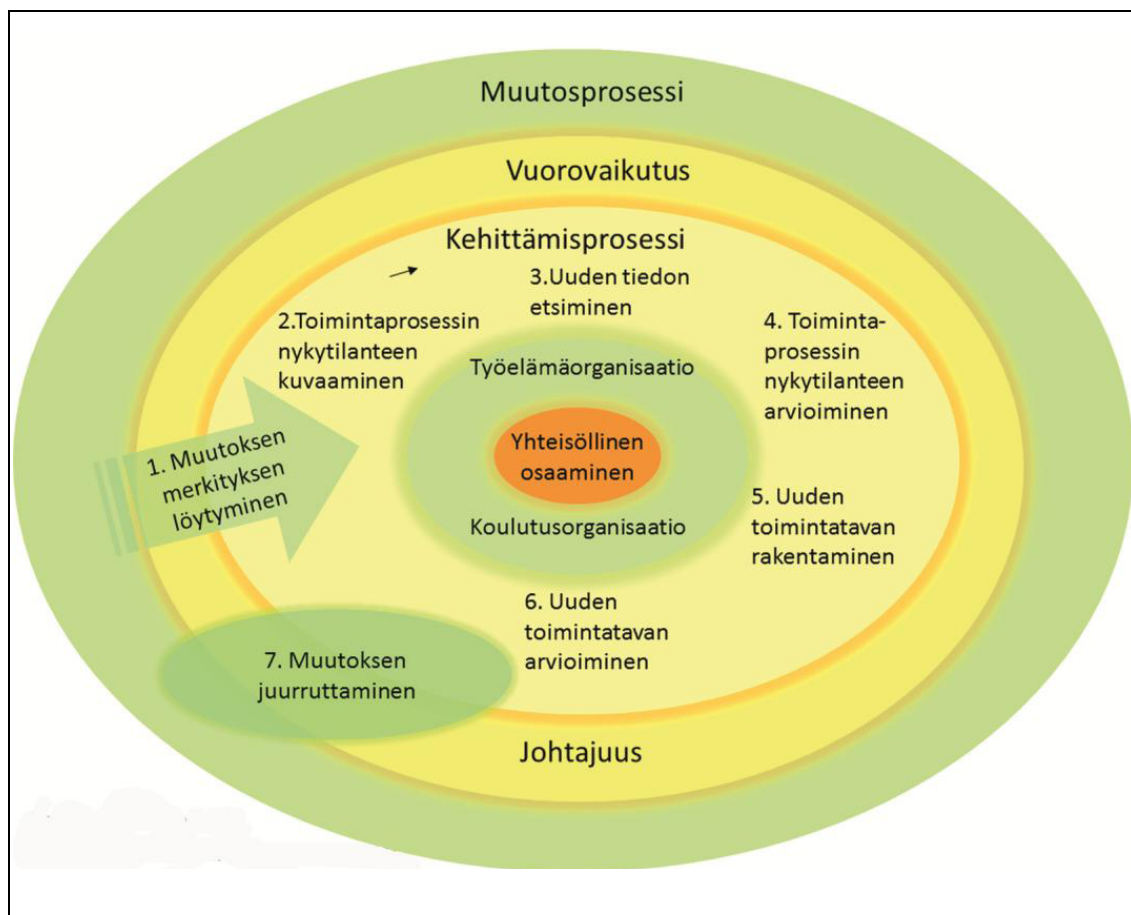 Muutosprosessi
Vuorovaikutus
Kehittämisprosessi
1. Muutoksen
merkityksen
löytyminen
2.Toimintaprosessin
nykytilanteen
kuvaaminen
3.Uuden tiedon
etsiminen
4. Toiminta-
prosessin
nykytilanteen
arvioiminen
Työelämäorganisaatio
Yhteisöllinen
osaaminen
Koulutusorganisaatio
5. Uuden
toimintatavan
rakentaminen
6. Uuden
toimintatavan
arvioiminen
7. Muutoksen
juurruttaminen
Johtajuus